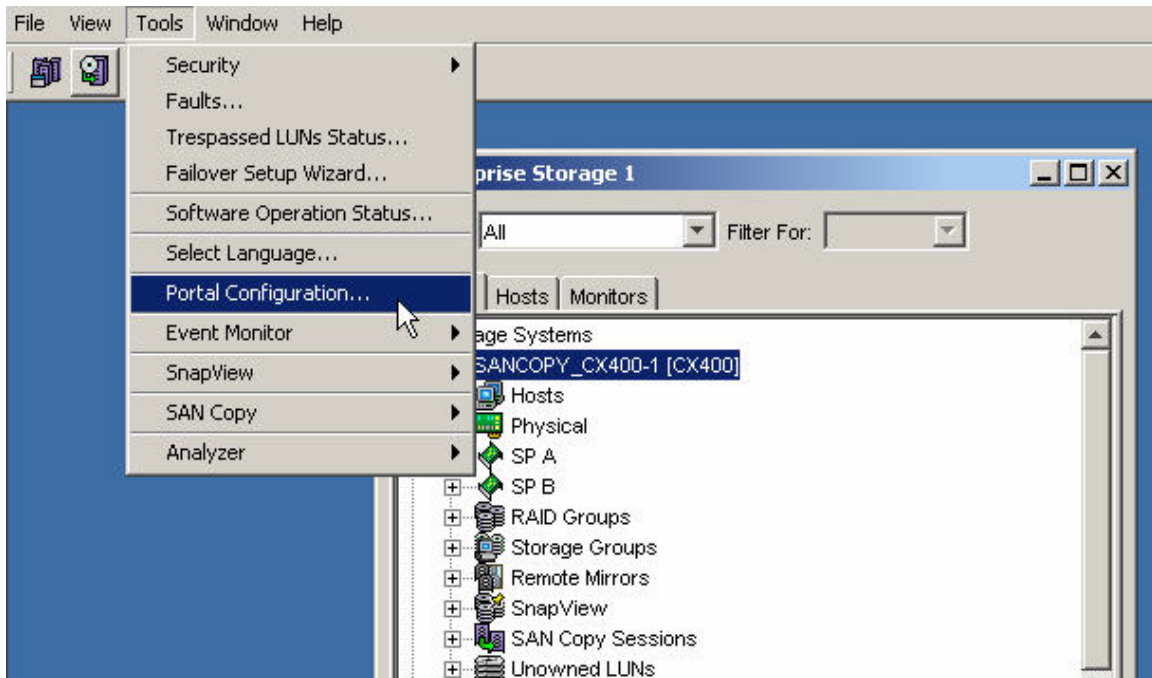 File View Tools Window Help
Security
Faults...
Trespassed LUNs Status...
Failover Setup Wizard...
Software Operation Status...
Select Language...
Portal Configuration...
Event Monitor
SnapView
SAN Copy
Analyzer
prise Storage 1
All Filter For:
Hosts Monitors
age Systems
SANCOPY_CX400-1 [CX400]
Hosts
Physical
SP A
SP B
RAID Groups
Storage Groups
Remote Mirrors
SnapView
SAN Copy Sessions
Unowned LUNs